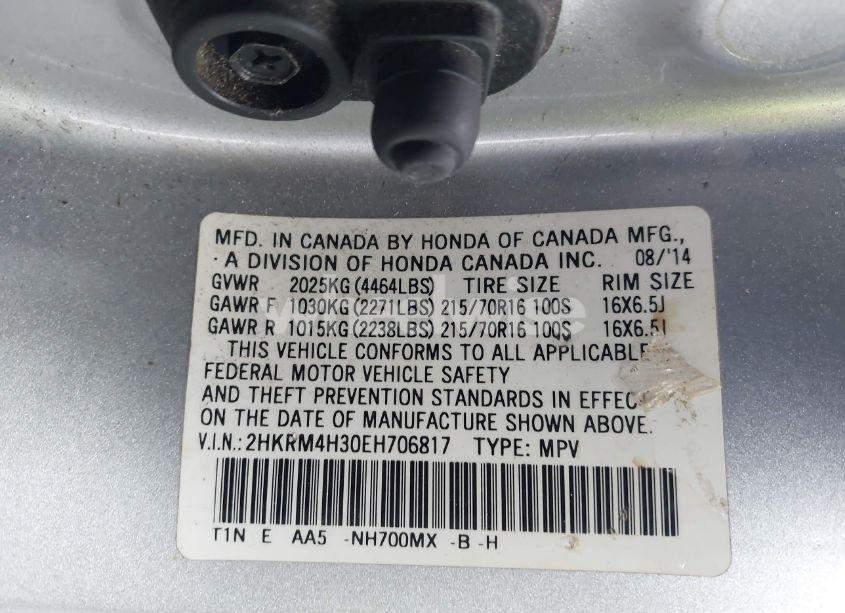 MFD. IN CANADA BY HONDA OF CANADA MFG.,
· A DIVISION OF HONDA CANADA INC. 08/'14
GVWR 2025KG(4464LBS) TIRE SIZE RIM SIZE
GAWR F 1030KG(2271LBS) 215/70R16 100S 16X6.5J
GAWR R 1015KG(2238LBS) 215/70R16 100S 16X6.5J
THIS VEHICLE CONFORMS TO ALL APPLICABLE
FEDERAL MOTOR VEHICLE SAFETY
AND THEFT PREVENTION STANDARDS IN EFFECT
ON THE DATE OF MANUFACTURE SHOWN ABOVE.
V.I.N.: 2HKRM4H30EH706817 TYPE: MPV
T1N E AA5 -NH700MX -B -H